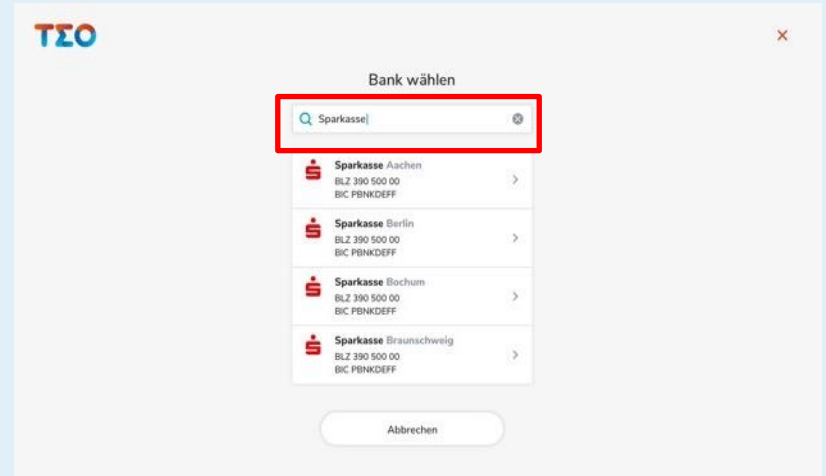 TΣO
Bank wählen
Sparkasse
Sparkasse Aachen
BLZ 390 500 00
BIC PBNKDEFF
Sparkasse Berlin
BLZ 390 500 00
BIC PBNKDEFF
Sparkasse Bochum
BLZ 390 500 00
BIC PBNKDEFF
Sparkasse Braunschweig
BLZ 390 500 00
BIC PBNKDEFF
Abbrechen